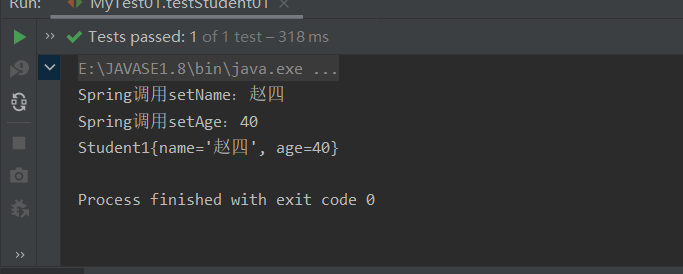 Run: MyTest01.testStudent01 ×
Tests passed: 1 of 1 test – 318 ms
E:\JAVASE1.8\bin\java.exe ...
Spring调用setName：赵四
Spring调用setAge：40
Student1{name='赵四', age=40}
Process finished with exit code 0